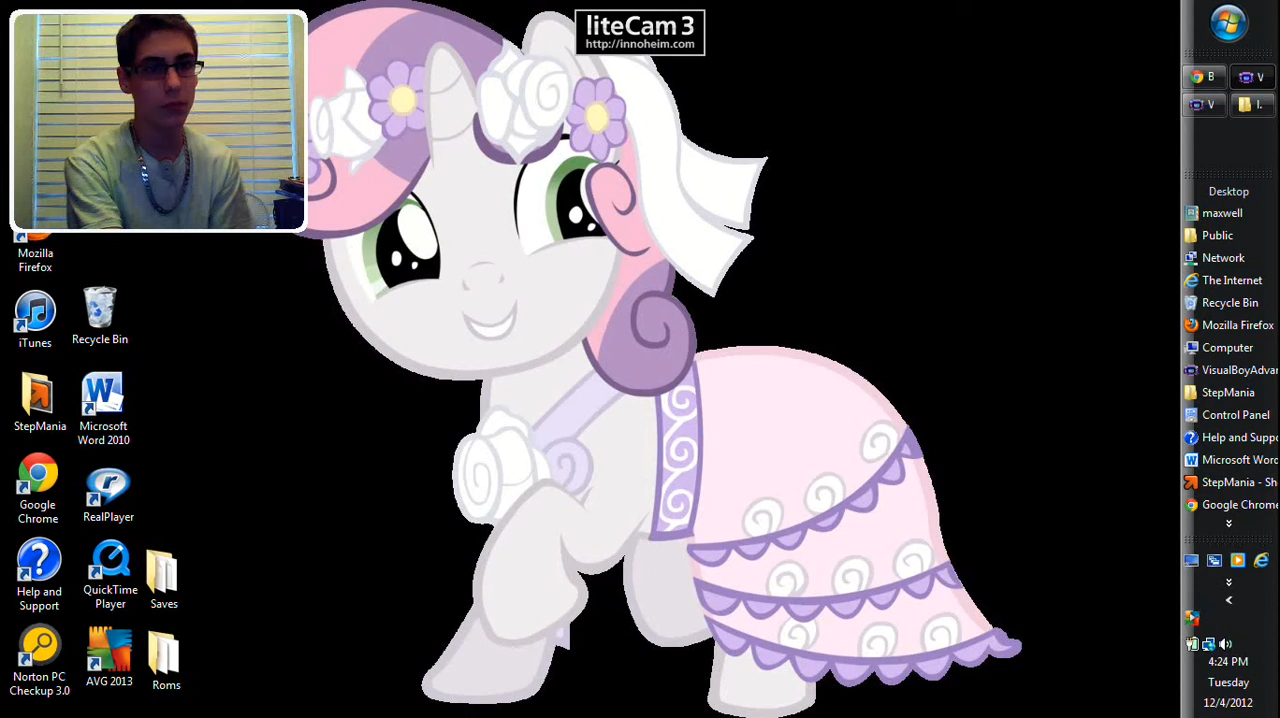 liteCam 3
http://innoheim.com
Mozilla
Firefox
iTunes
Recycle Bin
StepMania
Microsoft
Word 2010
Google
Chrome
RealPlayer
Help and
Support
QuickTime
Player
Saves
Norton PC
Checkup 3.0
AVG 2013
Roms
B
V
V
I.
Desktop
maxwell
Public
Network
The Internet
Recycle Bin
Mozilla Firefox
Computer
VisualBoyAdvar
StepMania
Control Panel
Help and Suppo
Microsoft Word
StepMania - Sh
Google Chrome
4:24 PM
Tuesday
12/4/2012